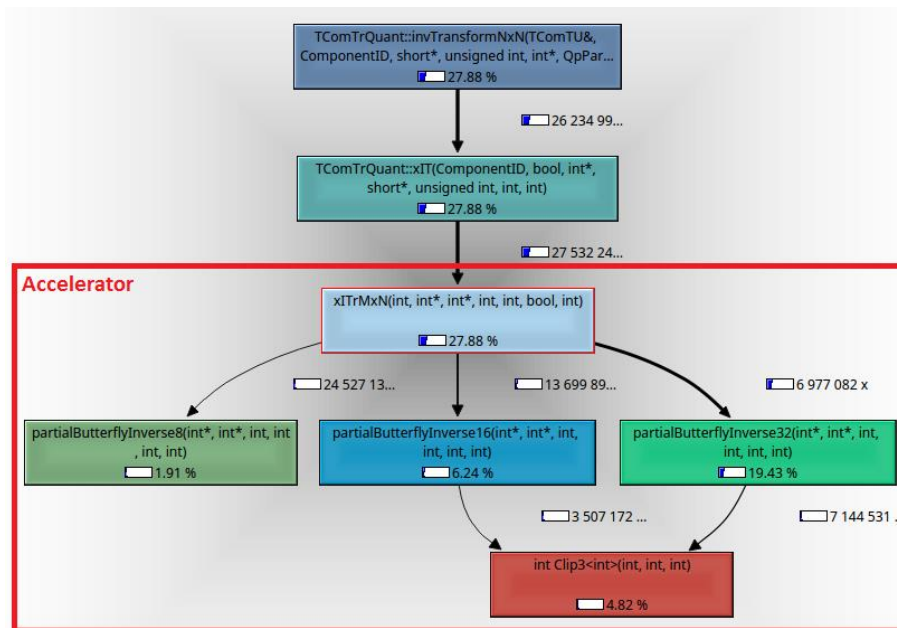 TComTrQuant::invTransformNxN(TComTU&,
ComponentID, short*, unsigned int, int*, QpPar...
27.88 %
26 234 99...
TComTrQuant::xIT(ComponentID, bool, int*,
short*, unsigned int, int, int)
27.88 %
27 532 24...
Accelerator
xITrMxN(int, int*, int*, int, int, bool, int)
27.88 %
24 527 13...
13 699 89...
6 977 082 x
partialButterflyInverse8(int*, int*, int, int
, int, int)
1.91 %
partialButterflyInverse16(int*, int*, int,
int, int, int)
6.24 %
partialButterflyInverse32(int*, int*, int,
int, int, int)
19.43 %
3 507 172 ...
7 144 531 .
int Clip3<int>(int, int, int)
4.82 %